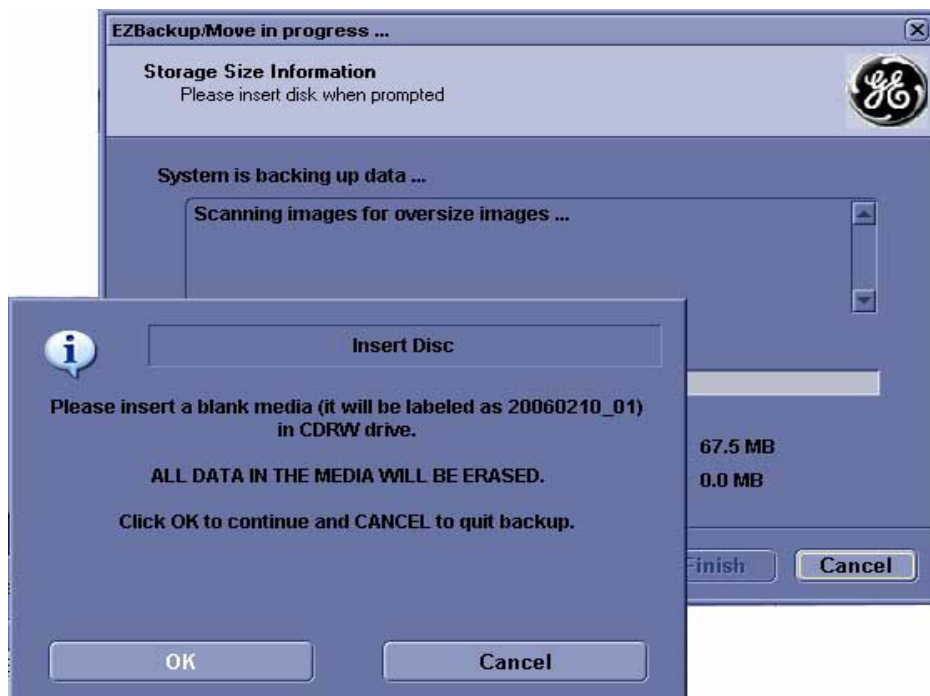 EZBackup/Move in progress ...
Storage Size Information
Please insert disk when prompted
GE
System is backing up data ...
Scanning images for oversize images ...
67.5 MB
0.0 MB
Finish
Cancel
Insert Disc
Please insert a blank media (it will be labeled as 20060210_01)
in CDRW drive.
ALL DATA IN THE MEDIA WILL BE ERASED.
Click OK to continue and CANCEL to quit backup.
OK
Cancel